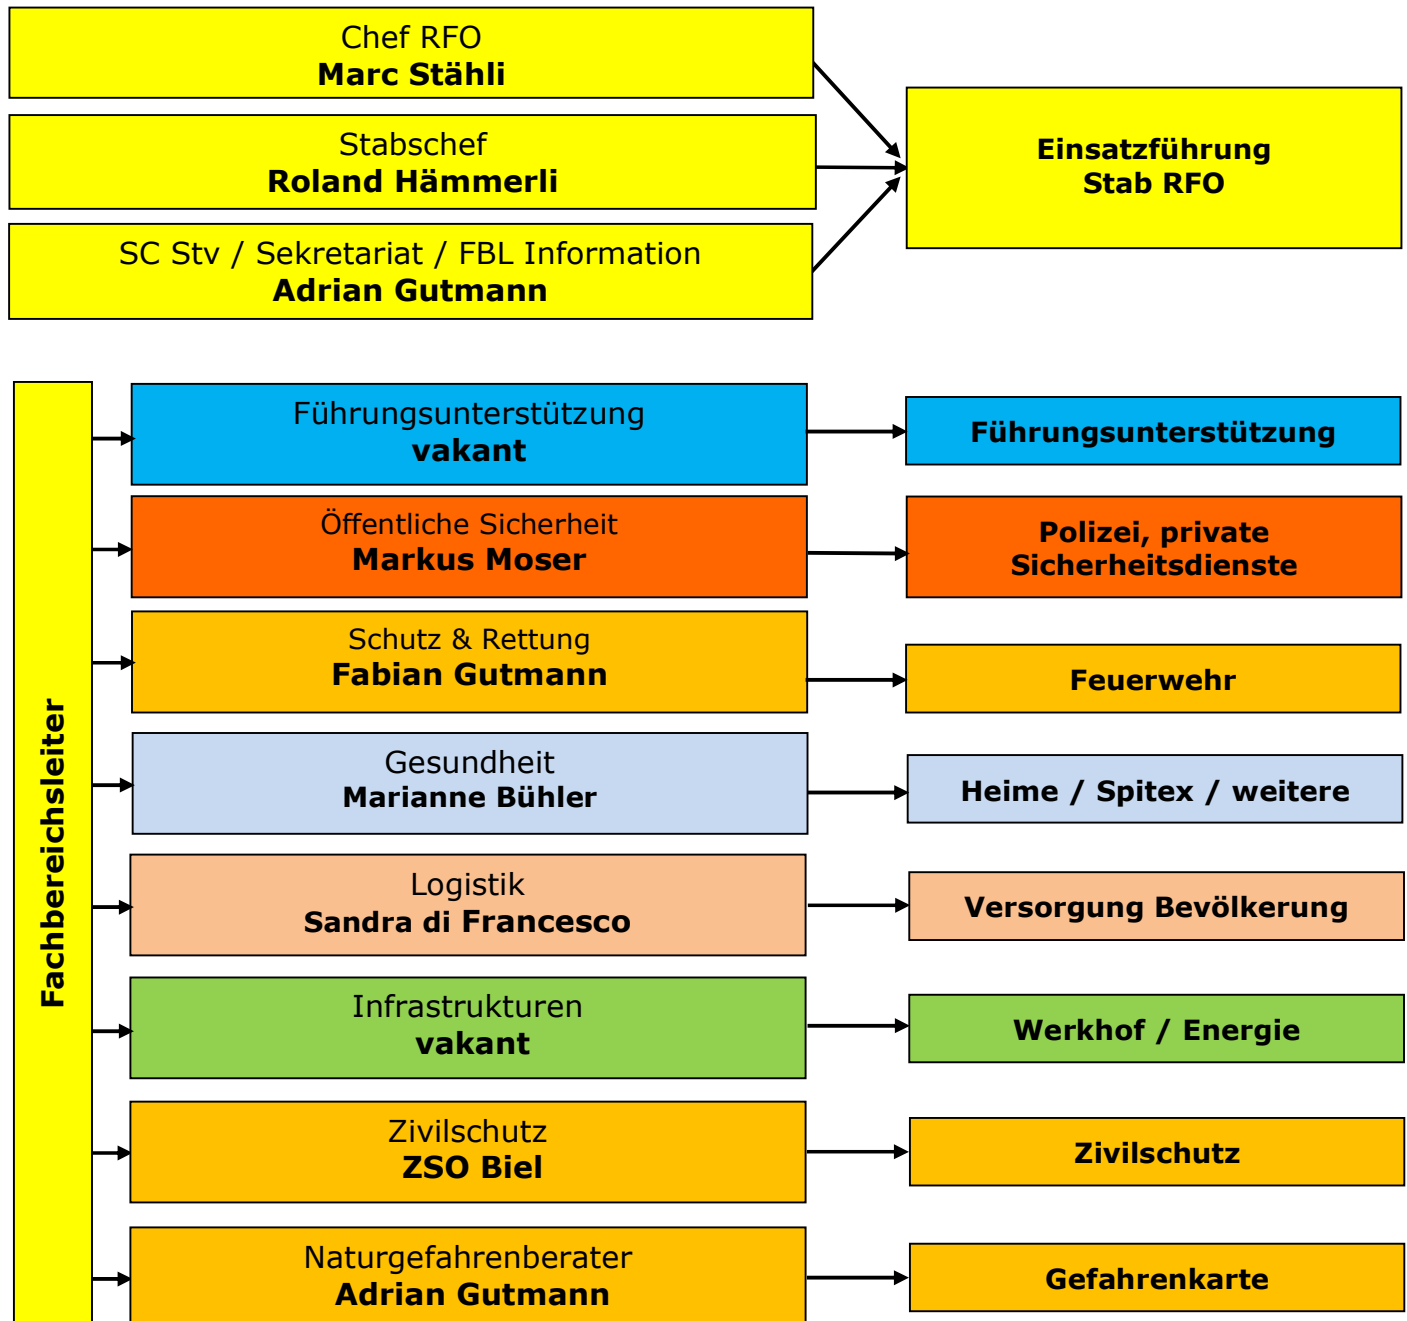 Chef RFO
Marc Stähli
Stabschef
Roland Hämmerli
SC Stv / Sekretariat / FBL Information
Adrian Gutmann
Einsatzführung
Stab RFO
Fachbereichsleiter
Führungsunterstützung
vakant
Führungsunterstützung
Öffentliche Sicherheit
Markus Moser
Polizei, private
Sicherheitsdienste
Schutz & Rettung
Fabian Gutmann
Feuerwehr
Gesundheit
Marianne Bühler
Heime / Spitex / weitere
Logistik
Sandra di Francesco
Versorgung Bevölkerung
Infrastrukturen
vakant
Werkhof / Energie
Zivilschutz
ZSO Biel
Zivilschutz
Naturgefahrenberater
Adrian Gutmann
Gefahrenkarte